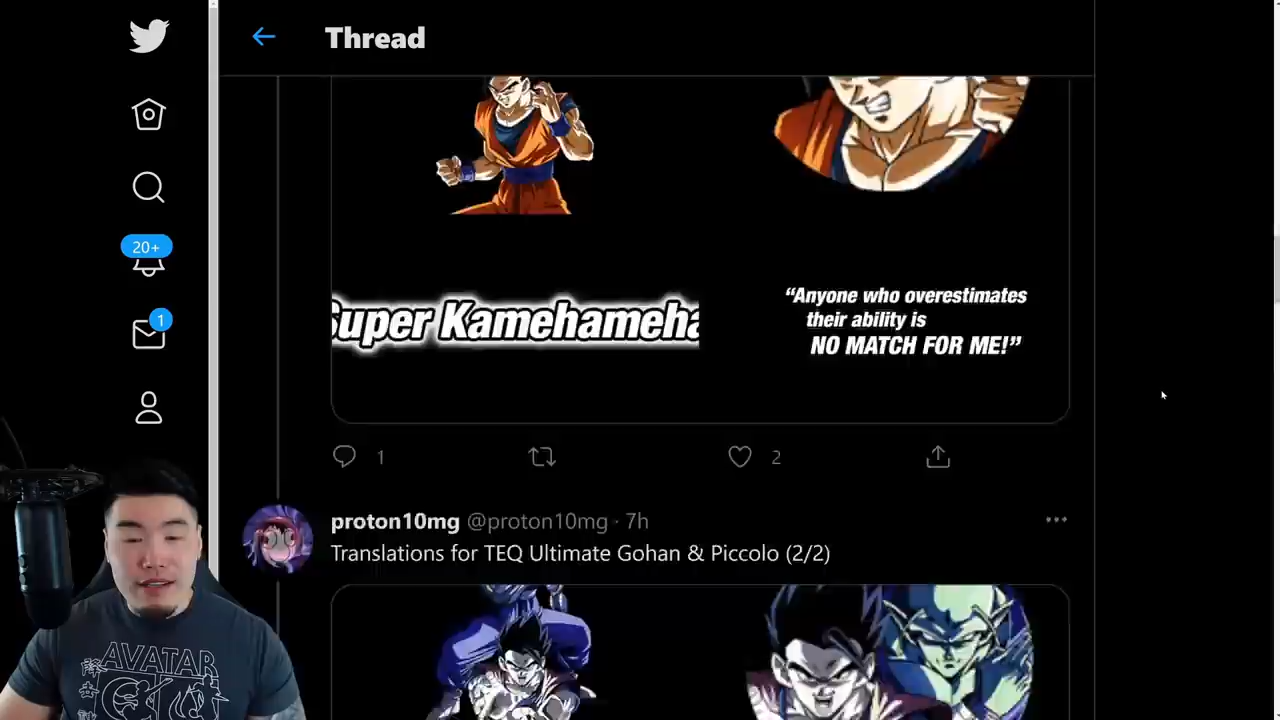 Thread
20+
1
Super Kamehameha
“Anyone who overestimates
their ability is
NO MATCH FOR ME!”
1
2
proton10mg @proton10mg · 7h
Translations for TEQ Ultimate Gohan & Piccolo (2/2)
AVATAR